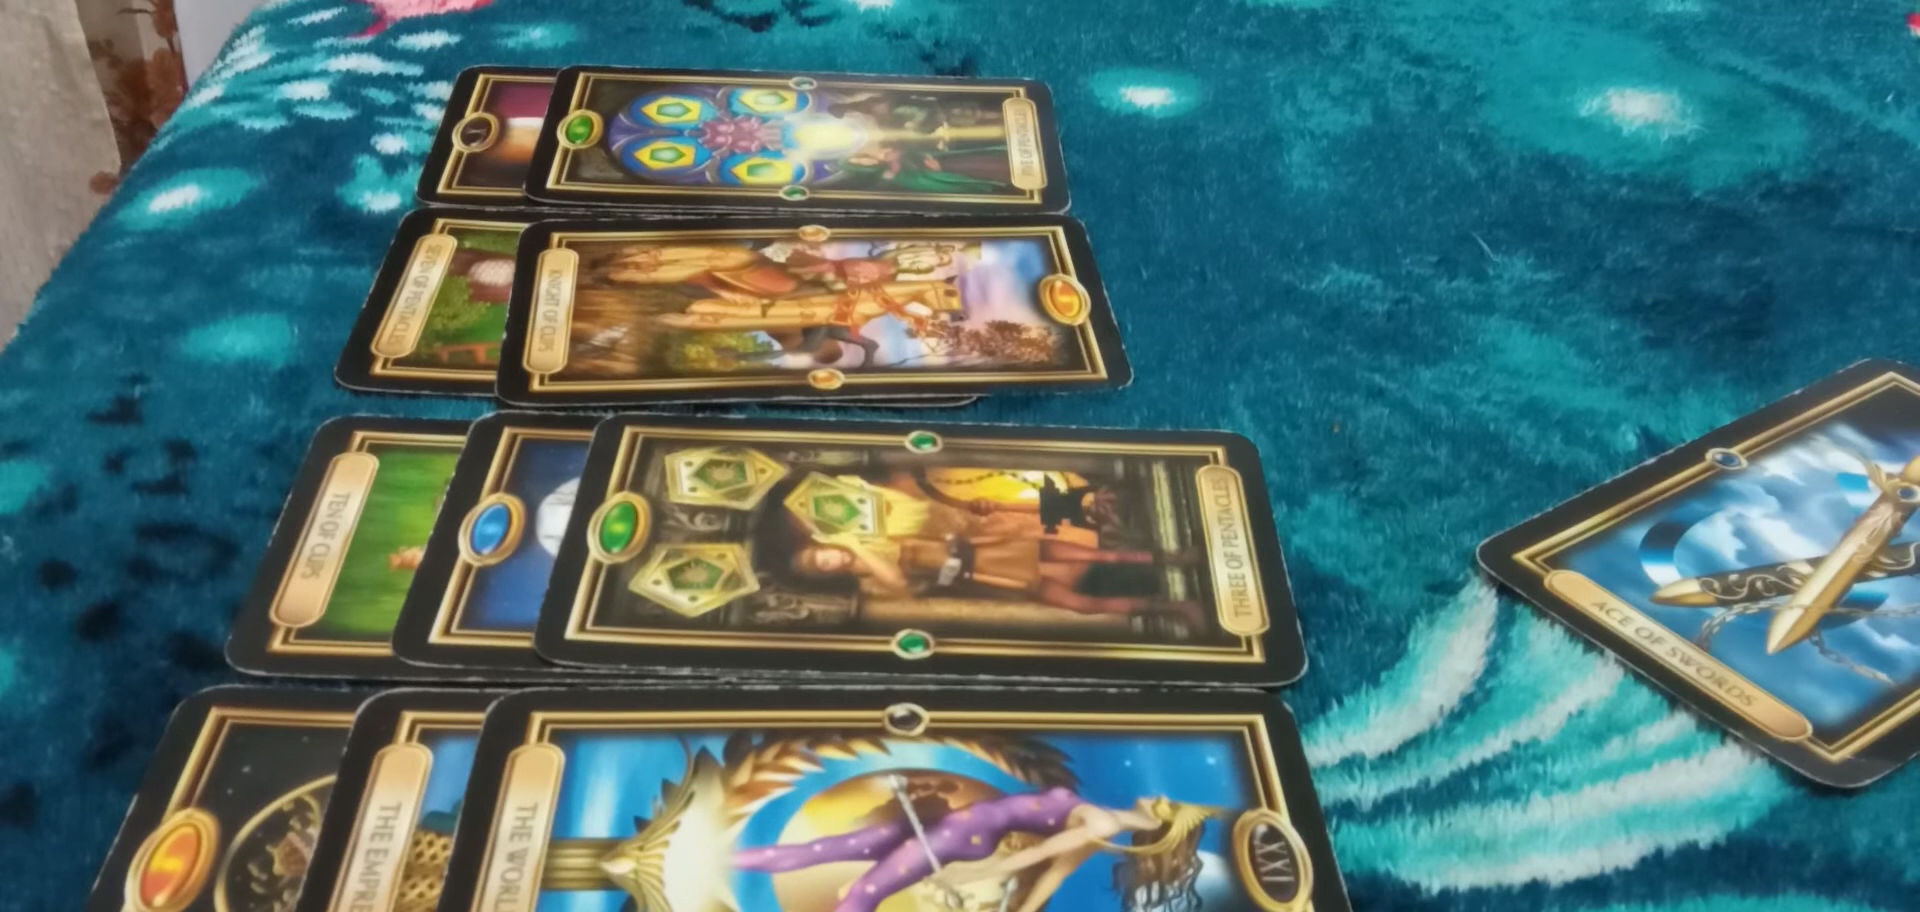 FIVE OF PENTACLES
SEVEN OF PENTACLES
KNIGHT OF CUPS
TEN OF CUPS
THREE OF PENTACLES
ACE OF SWORDS
THE EMPRE
THE WORL
XXI